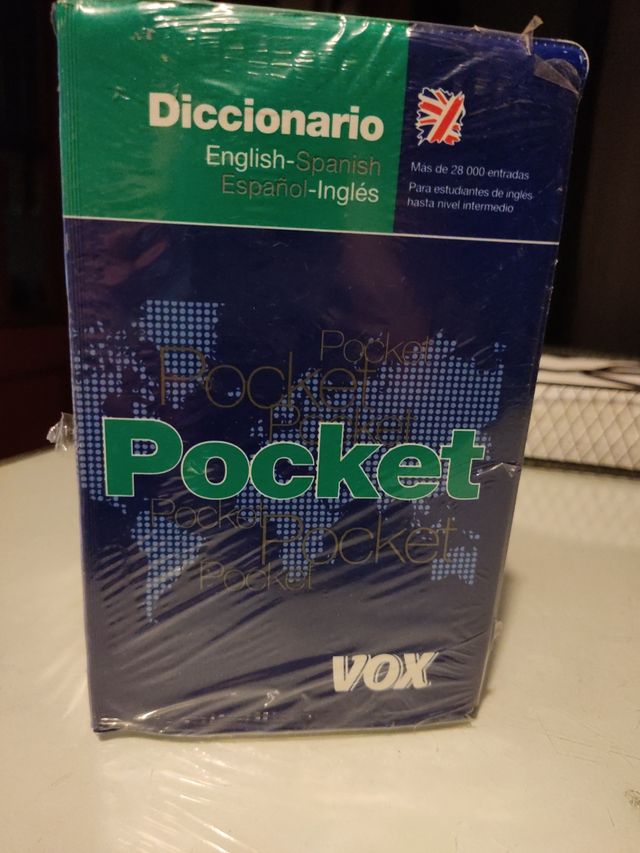 Diccionario
English-Spanish
Español-Inglés
Más de 28 000 entradas
Para estudiantes de inglés
hasta nivel intermedio
Pocket
Pocket
Pocket
Pocket
Pocket
Pocket
Pocket
VOX